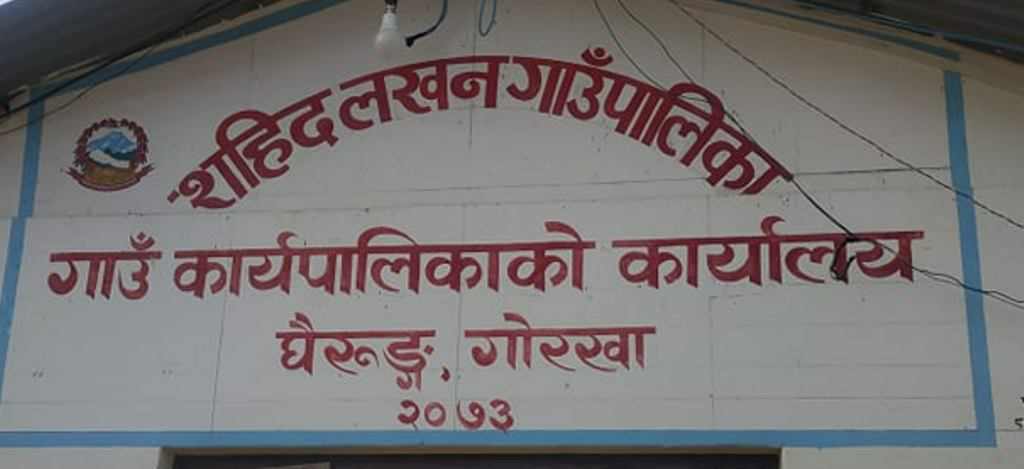 शहिद लखन गाउँपालिका
गाउँ कार्यपालिकाको कार्यालय
घैरुङ्ग, गोरखा
२०७३